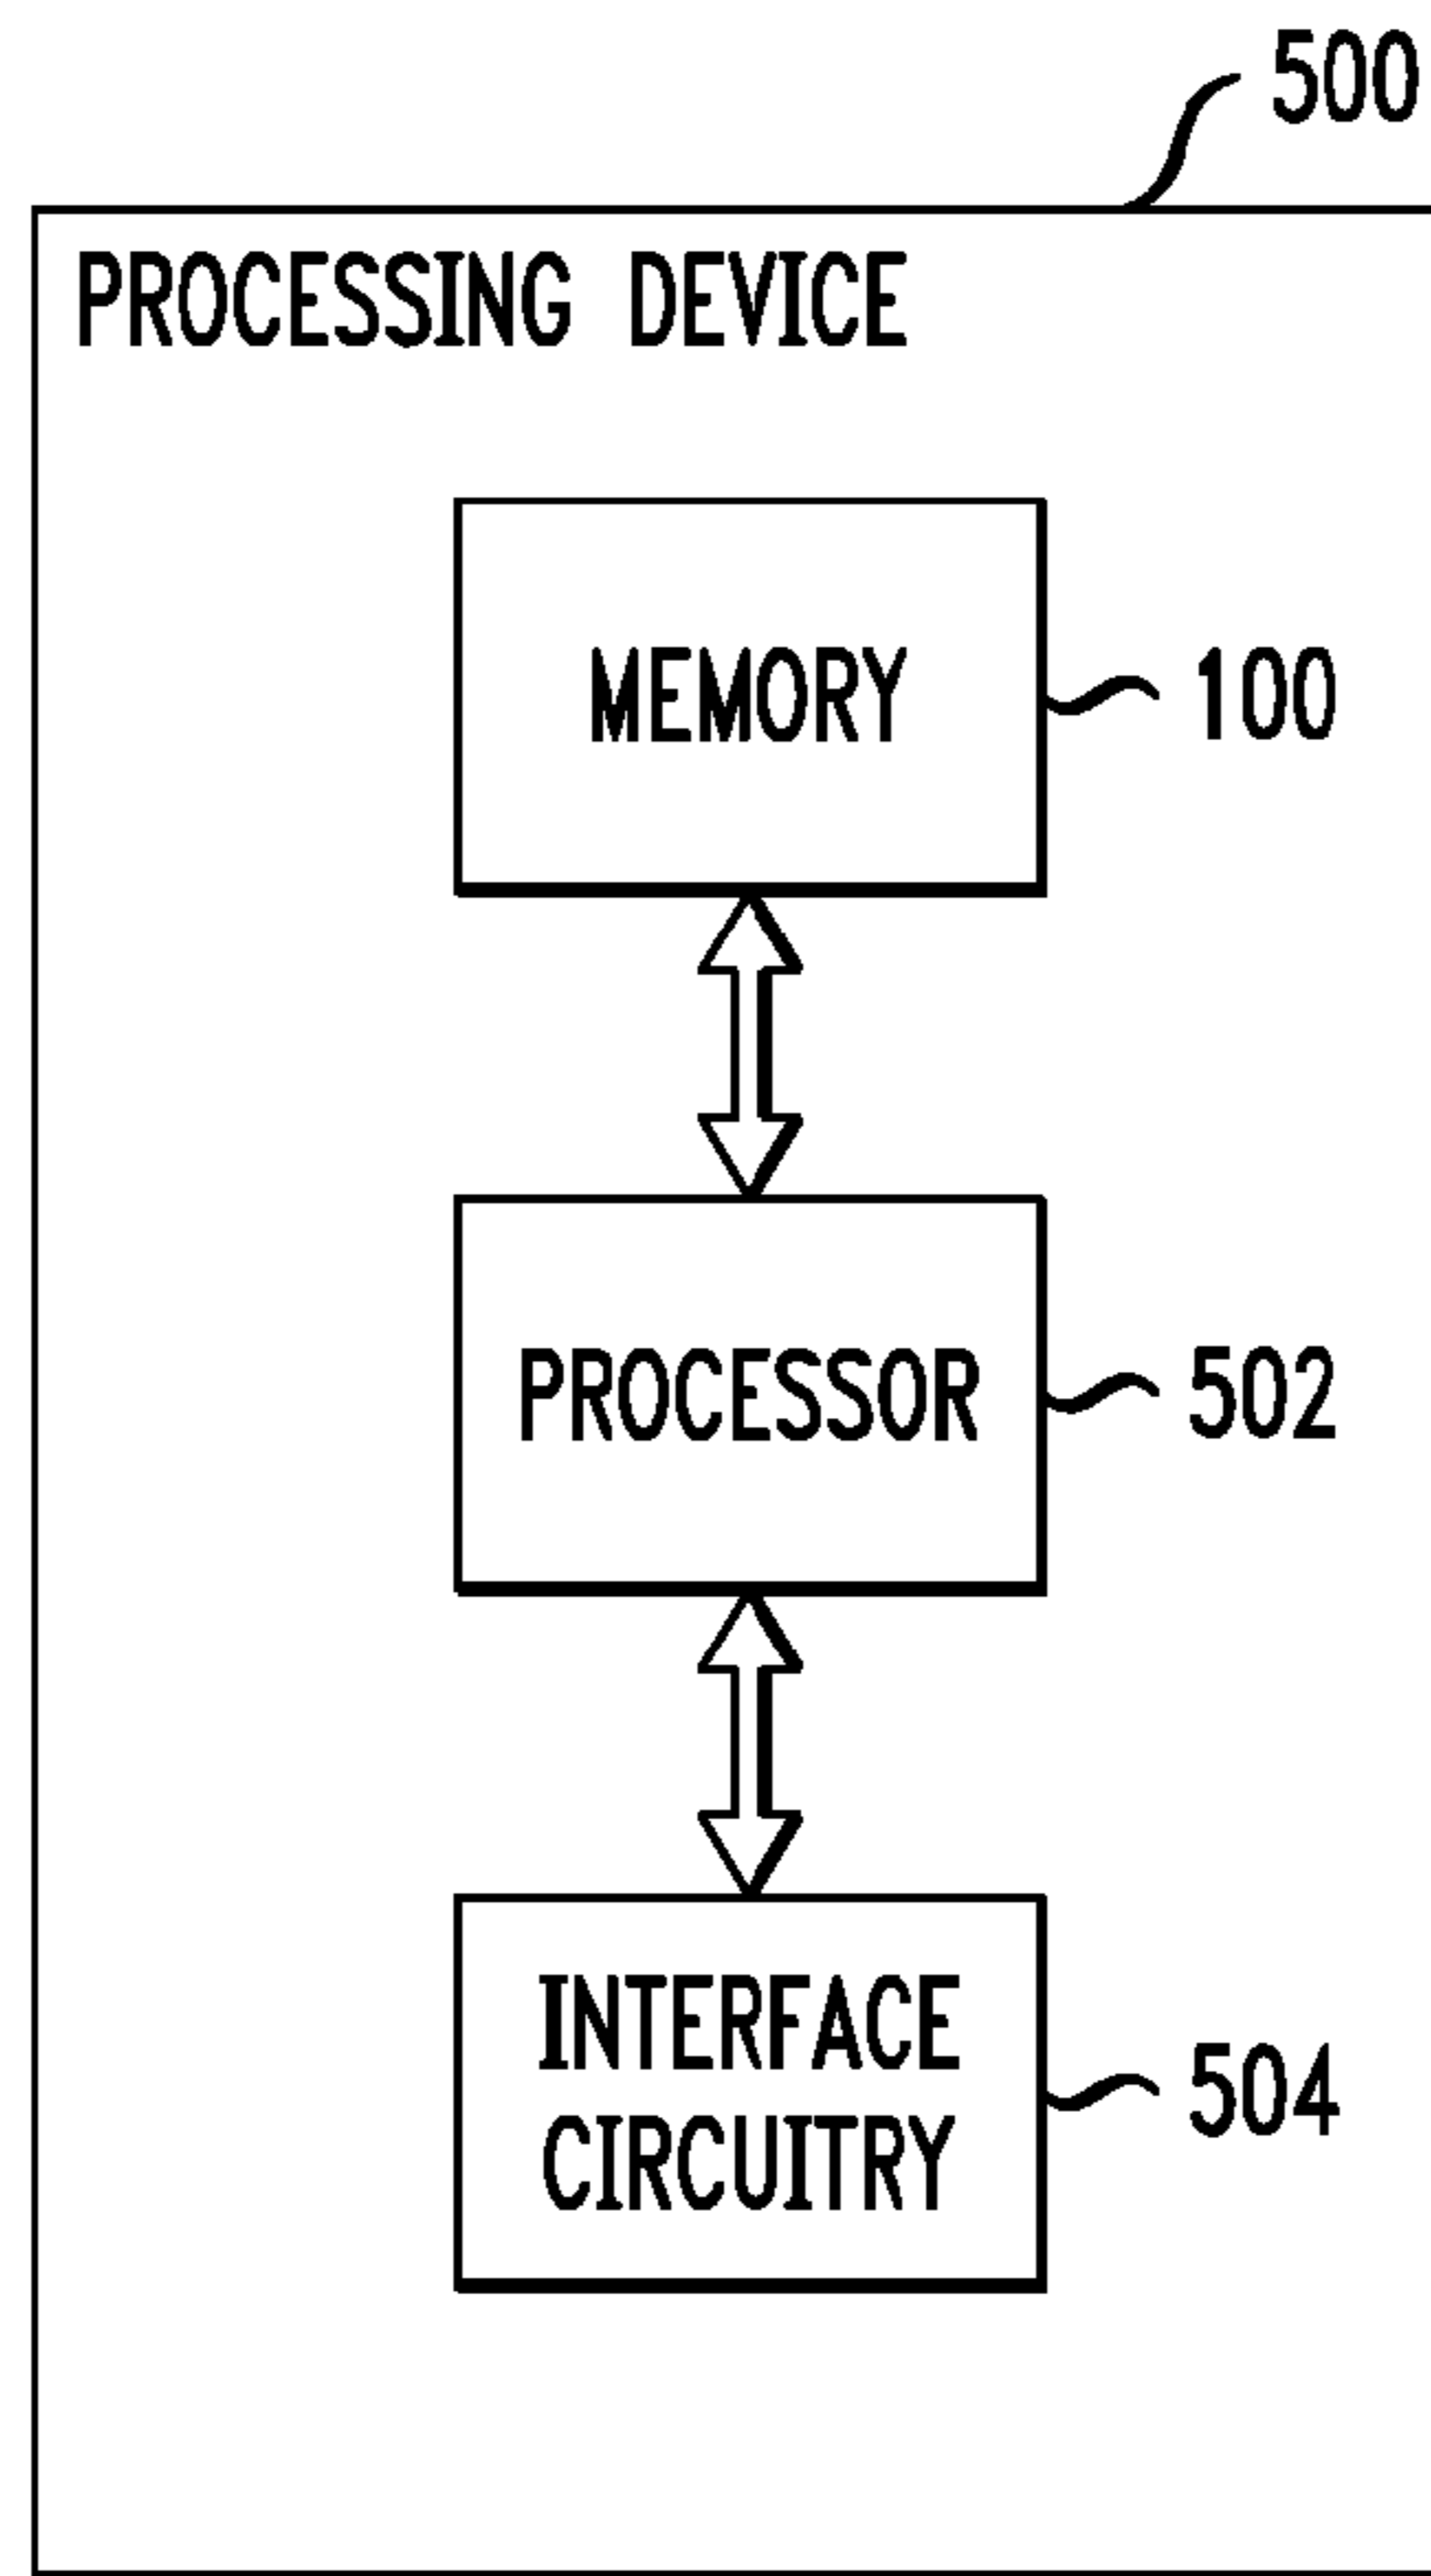 500
PROCESSING DEVICE
MEMORY
100
PROCESSOR
502
INTERFACE
CIRCUITRY
504